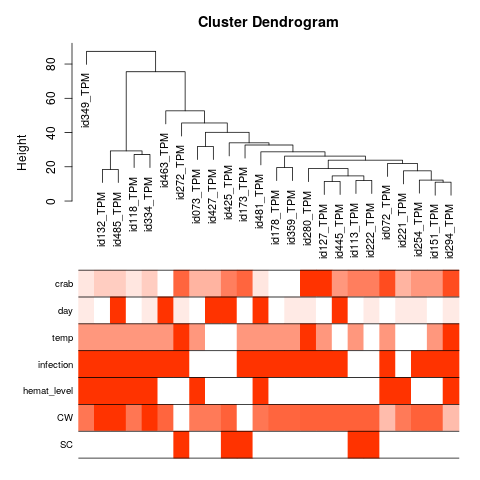 Cluster Dendrogram
Height
0 20 40 60 80
id349_TPM
id132_TPM
id485_TPM
id118_TPM
id334_TPM
id463_TPM
id272_TPM
id073_TPM
id427_TPM
id425_TPM
id173_TPM
id481_TPM
id178_TPM
id359_TPM
id280_TPM
id127_TPM
id445_TPM
id113_TPM
id222_TPM
id072_TPM
id221_TPM
id254_TPM
id151_TPM
id294_TPM
crab
day
temp
infection
hemat_level
CW
SC